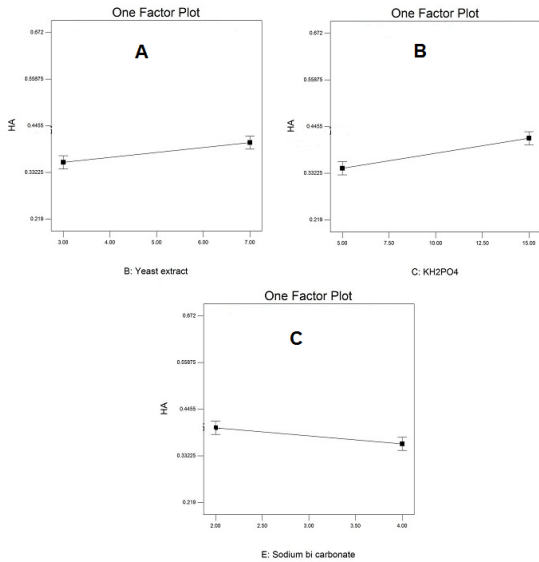 One Factor Plot
A
0.672
0.55875
0.4455
0.33225
0.219
HA
3.00 4.00 5.00 6.00 7.00
B: Yeast extract
One Factor Plot
B
0.672
0.55875
0.4455
0.33225
0.219
HA
5.00 7.50 10.00 12.50 15.00
C: KH2PO4
One Factor Plot
C
0.672
0.55875
0.4455
0.33225
0.219
HA
2.00 2.50 3.00 3.50 4.00
E: Sodium bi carbonate